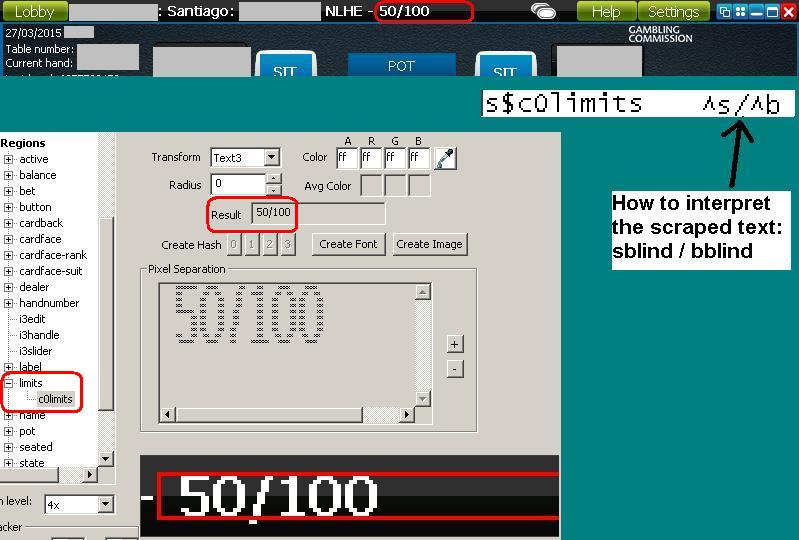 Lobby : Santiago: NLHE - 50/100 Help Settings
27/03/2015
Table number:
Current hand:
SIT POT SIT
GAMBLING
COMMISSION
s$c0limits ^s/^b
How to interpret
the scraped text:
sblind / bblind
Regions
active
balance
bet
button
cardback
cardface
cardface-rank
cardface-suit
dealer
handnumber
i3edit
i3handle
i3slider
label
limits
c0limits
name
pot
seated
state
n level: 4x
acker
A R G B
Transform Text3 Color ff ff ff ff
Radius 0 Avg Color
Result 50/100
Create Hash 0 1 2 3 Create Font Create Image
Pixel Separation
50/100
+
-
- 50/100